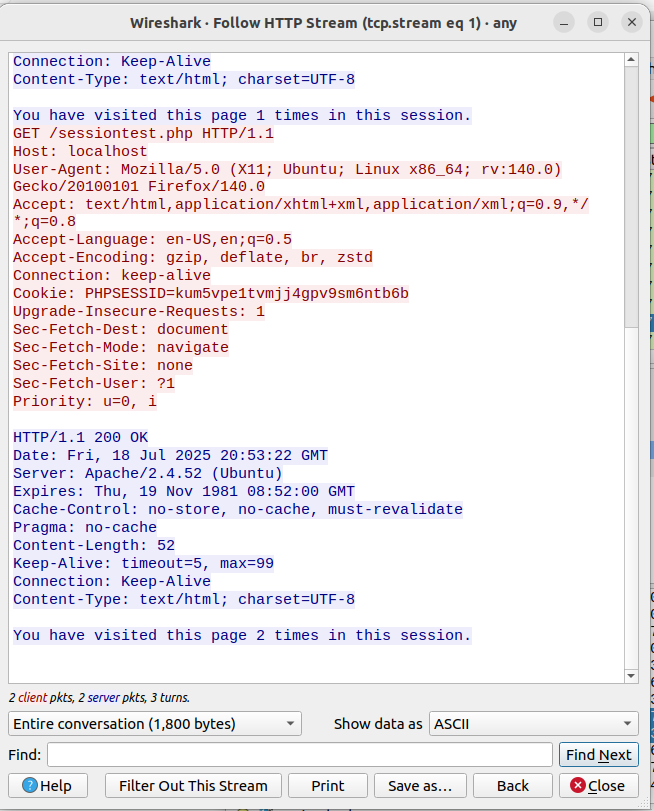 Wireshark · Follow HTTP Stream (tcp.stream eq 1) · any
Connection: Keep-Alive
Content-Type: text/html; charset=UTF-8
You have visited this page 1 times in this session.
GET /sessiontest.php HTTP/1.1
Host: localhost
User-Agent: Mozilla/5.0 (X11; Ubuntu; Linux x86_64; rv:140.0)
Gecko/20100101 Firefox/140.0
Accept: text/html,application/xhtml+xml,application/xml;q=0.9,*/
*;q=0.8
Accept-Language: en-US,en;q=0.5
Accept-Encoding: gzip, deflate, br, zstd
Connection: keep-alive
Cookie: PHPSESSID=kum5vpe1tvmjj4gpv9sm6ntb6b
Upgrade-Insecure-Requests: 1
Sec-Fetch-Dest: document
Sec-Fetch-Mode: navigate
Sec-Fetch-Site: none
Sec-Fetch-User: ?1
Priority: u=0, i
HTTP/1.1 200 OK
Date: Fri, 18 Jul 2025 20:53:22 GMT
Server: Apache/2.4.52 (Ubuntu)
Expires: Thu, 19 Nov 1981 08:52:00 GMT
Cache-Control: no-store, no-cache, must-revalidate
Pragma: no-cache
Content-Length: 52
Keep-Alive: timeout=5, max=99
Connection: Keep-Alive
Content-Type: text/html; charset=UTF-8
You have visited this page 2 times in this session.
2 client pkts, 2 server pkts, 3 turns.
Entire conversation (1,800 bytes) Show data as ASCII
Find: Find Next
Help Filter Out This Stream Print Save as… Back Close